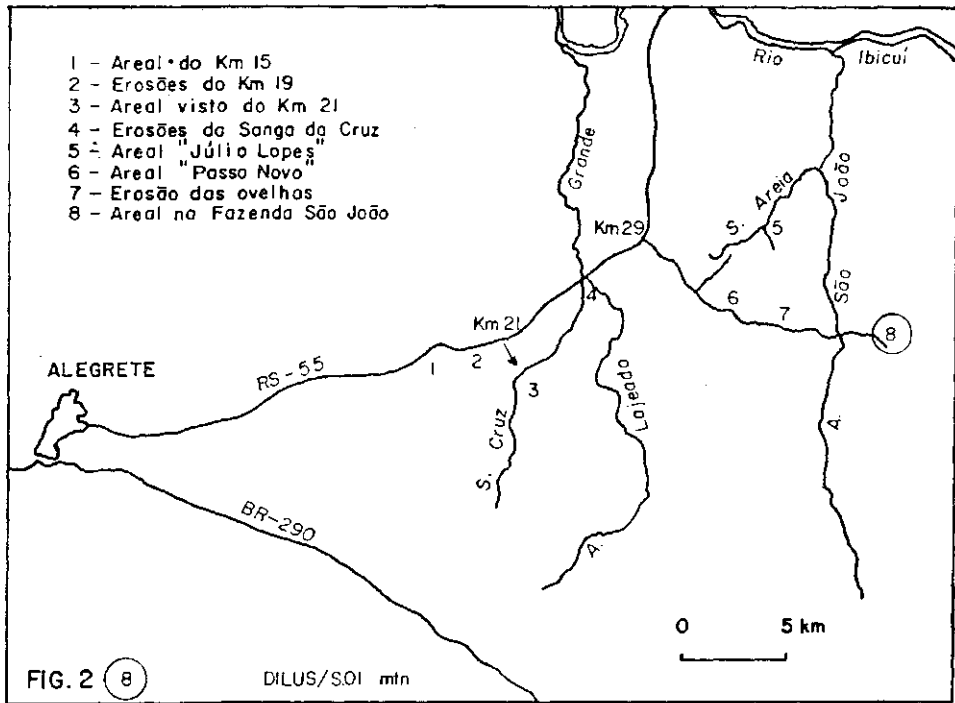 1 - Areal do Km 15
2 - Erosões do Km 19
3 - Areal visto do Km 21
4 - Erosões da Sanga da Cruz
5 - Areal "Júlio Lopes"
6 - Areal "Passo Novo"
7 - Erosão das ovelhas
8 - Areal na Fazenda São João
Rio Ibicuí
Grande
João
S. Areia
5
Km 29
São
4
6
7
8
Km 21
ALEGRETE
RS-55
1
2
3
Lajeado
S. Cruz
A.
A.
BR-290
0 5 km
FIG. 2 8
DILUS/S.01 mtn